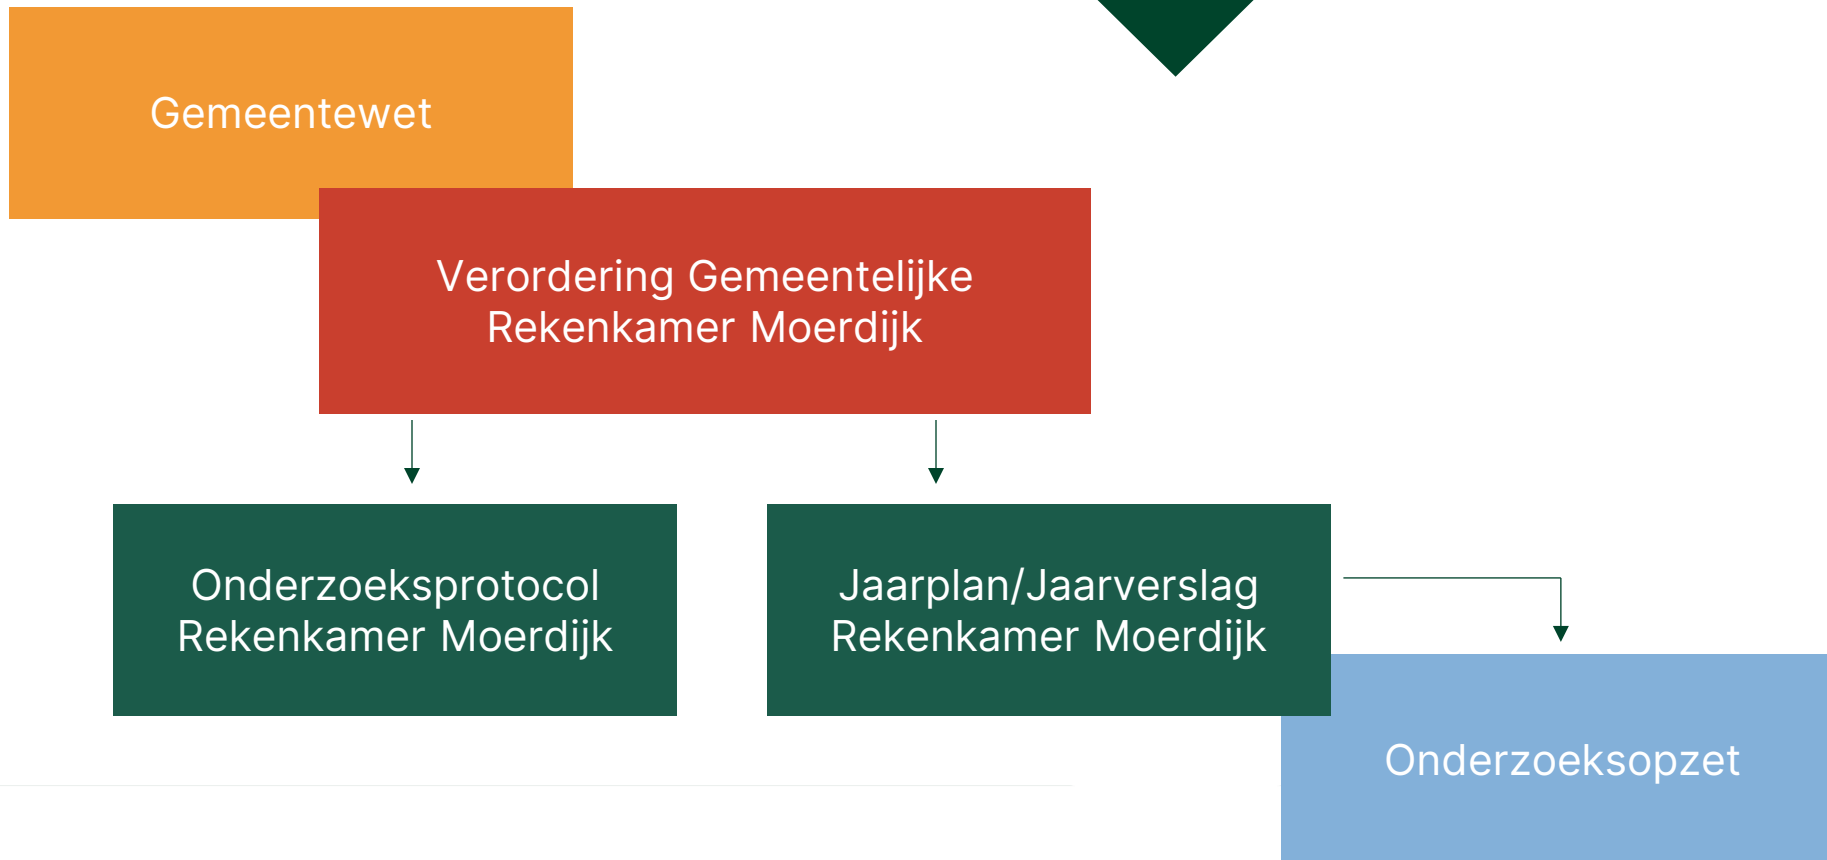 Gemeentewet
Verordering Gemeentelijke
Rekenkamer Moerdijk
Onderzoeksprotocol
Rekenkamer Moerdijk
Jaarplan/Jaarverslag
Rekenkamer Moerdijk
Onderzoeksopzet